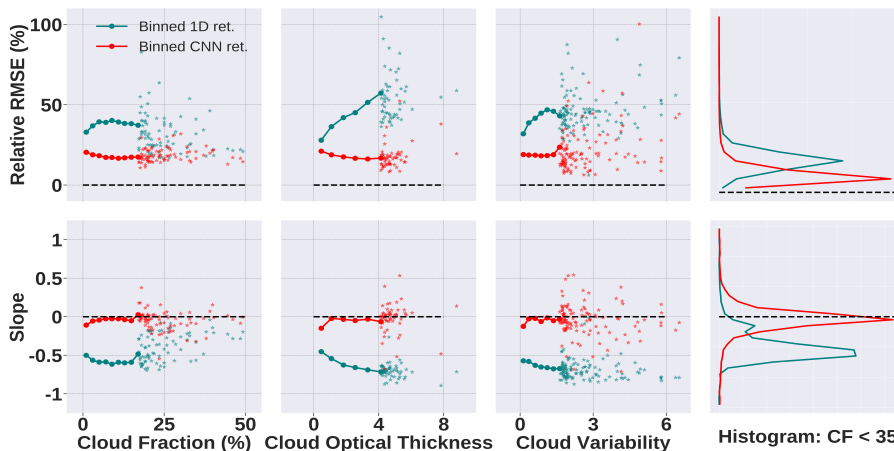 Relative RMSE (%)
100
50
0
Binned 1D ret.
Binned CNN ret.
Slope
1
0.5
0
-0.5
-1
0 25 50
0 4 8
0 3 6
Cloud Fraction (%) Cloud Optical Thickness Cloud Variability Histogram: CF < 35